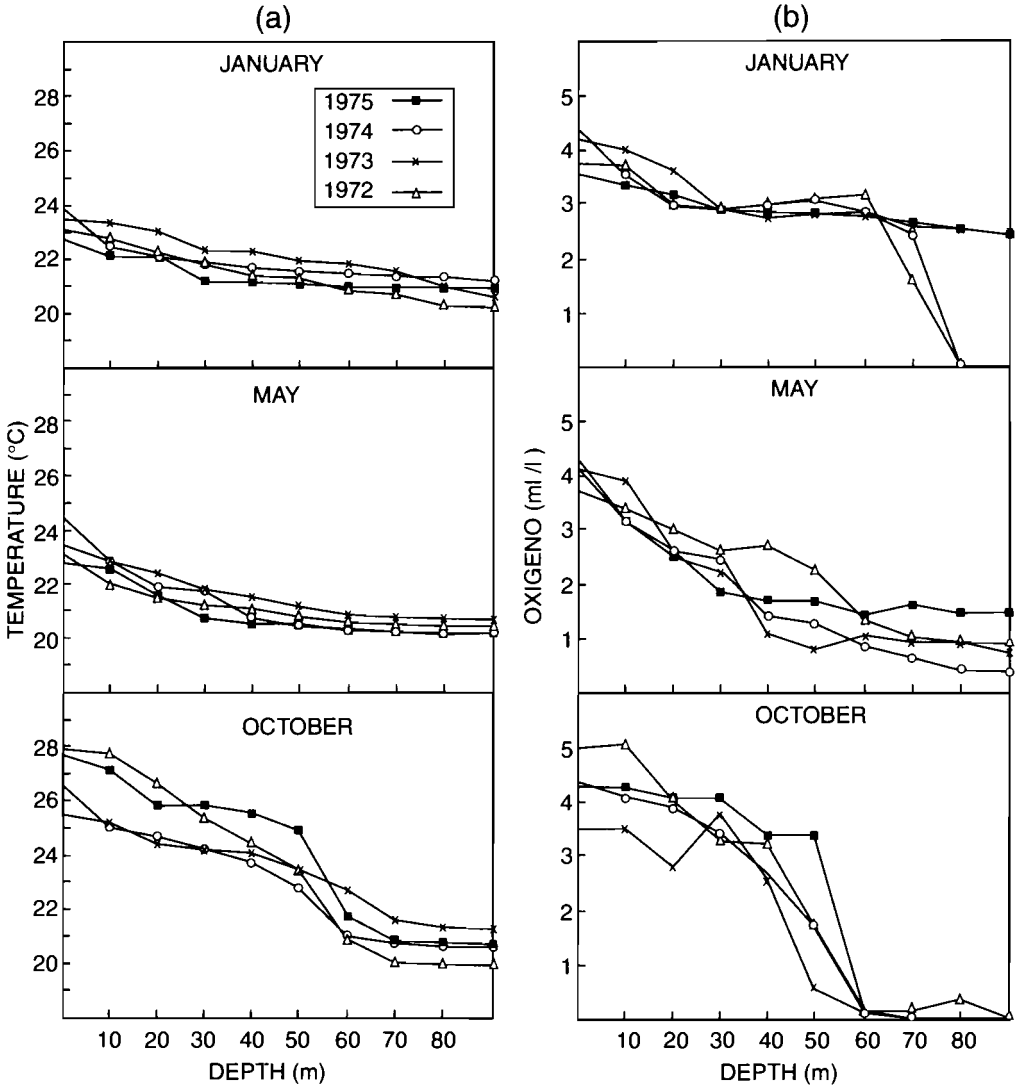 (a)
JANUARY
1975
1974
1973
1972
28
26
24
22
20
MAY
28
26
24
22
20
TEMPERATURE (°C)
OCTOBER
28
26
24
22
20
10 20 30 40 50 60 70 80
DEPTH (m)
(b)
JANUARY
5
4
3
2
1
MAY
5
4
3
2
1
OXIGENO (ml /l )
OCTOBER
5
4
3
2
1
10 20 30 40 50 60 70 80
DEPTH (m)